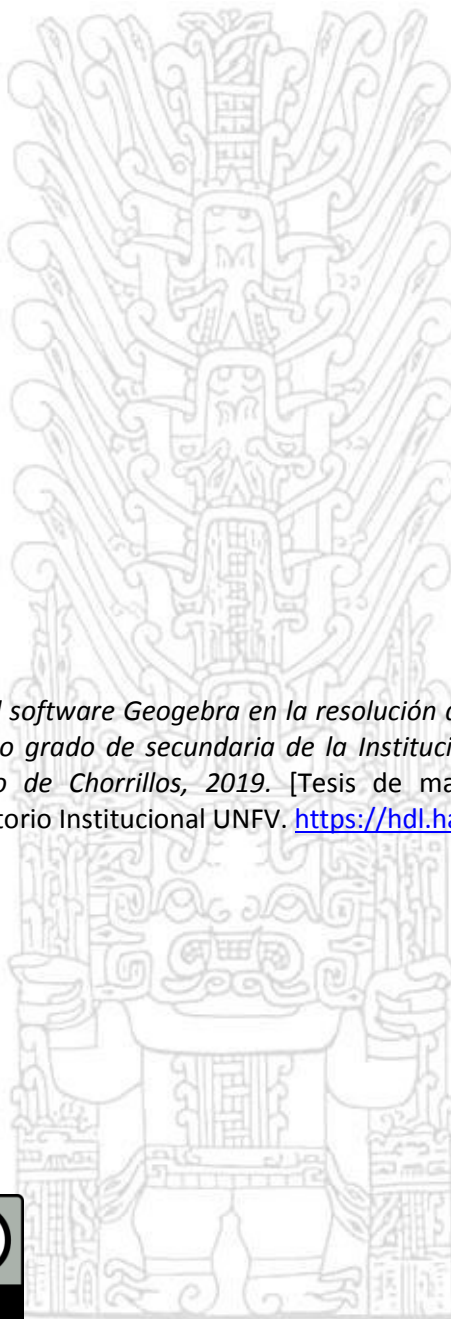 l software Geogebra en la resolución
o grado de secundaria de la Instituci
o de Chorrillos, 2019. [Tesis de ma
torio Institucional UNFV. https://hdl.ha